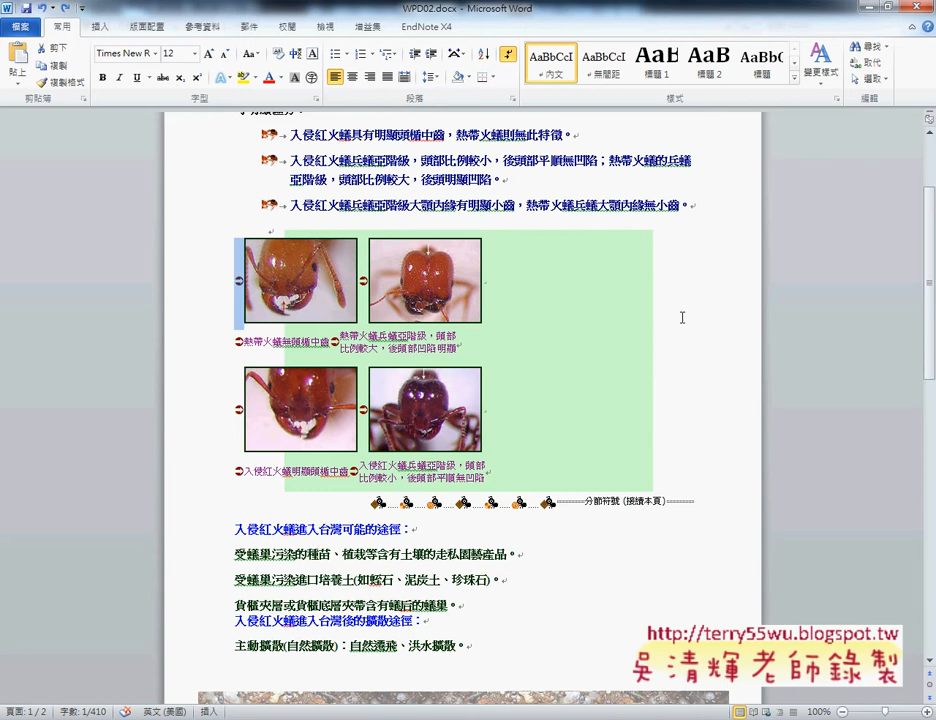 WPD02.docx - Microsoft Word
檔案 常用 插入 版面配置 參考資料 郵件 校閱 檢視 增益集 EndNote X4
貼上 剪下 複製 複製格式
Times New R 12
AaBbCcI AaBbCcI AaBb AaB AaBb(
內文 無間距 標題 1 標題 2 標題 變更樣式
尋找 取代 選取
剪貼簿 字型 段落 樣式 編輯
入侵紅火蟻具有明顯頭楯中齒，熱帶火蟻則無此特徵。
入侵紅火蟻兵蟻亞階級，頭部比例較小，後頭部平順無凹陷；熱帶火蟻的兵蟻
亞階級，頭部比例較大，後頭明顯凹陷。
入侵紅火蟻兵蟻亞階級大顎內緣有明顯小齒，熱帶火蟻兵蟻大顎內緣無小齒。
熱帶火蟻無頭楯中齒 熱帶火蟻兵蟻亞階級，頭部
比例較大，後頭部凹陷明顯
入侵紅火蟻明顯頭楯中齒 入侵紅火蟻兵蟻亞階級，頭部
比例較小，後頭部平順無凹陷
分節符號 (接續本頁)
入侵紅火蟻進入台灣可能的途徑：
受蟻巢污染的種苗、植栽等含有土壤的走私園藝產品。
受蟻巢污染進口培養土(如蛭石、泥炭土、珍珠石)。
貨櫃夾層或貨櫃底層夾帶含有蟻后的蟻巢。
入侵紅火蟻進入台灣後的擴散途徑：
主動擴散(自然擴散)：自然遷飛、洪水擴散。
http://terry55wu.blogspot.tw
吳清輝老師錄製
頁面: 1 / 2 字數: 1/410 英文 (美國) 插入 100%